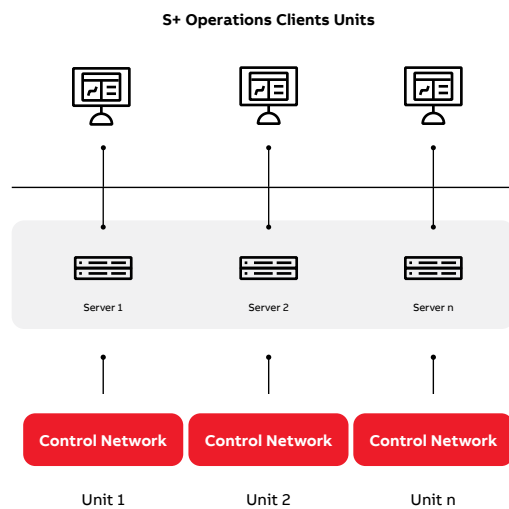 S+ Operations Clients Units
Server 1
Server 2
Server n
Control Network
Control Network
Control Network
Unit 1
Unit 2
Unit n